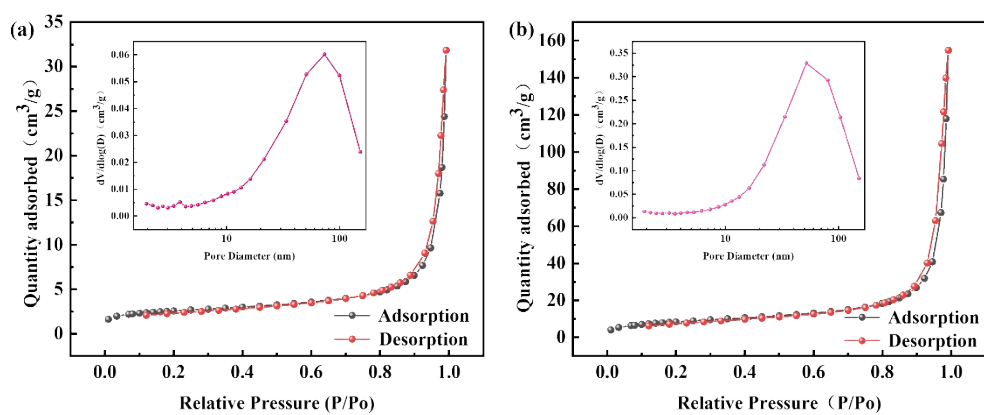 (a)
Quantity adsorbed（cm³/g）
35
30
25
20
15
10
5
0
0.0 0.2 0.4 0.6 0.8 1.0
Relative Pressure (P/Po)
Adsorption
Desorption
dV/dlog(D)（cm³/g）
0.06
0.05
0.04
0.03
0.02
0.01
0.00
10 100
Pore Diameter (nm)
(b)
Quantity adsorbed（cm³/g）
160
140
120
100
80
60
40
20
0
0.0 0.2 0.4 0.6 0.8 1.0
Relative Pressure（P/Po）
Adsorption
Desorption
dV/dlog(D)（cm³/g）
0.35
0.30
0.25
0.20
0.15
0.10
0.05
0.00
10 100
Pore Diameter (nm)